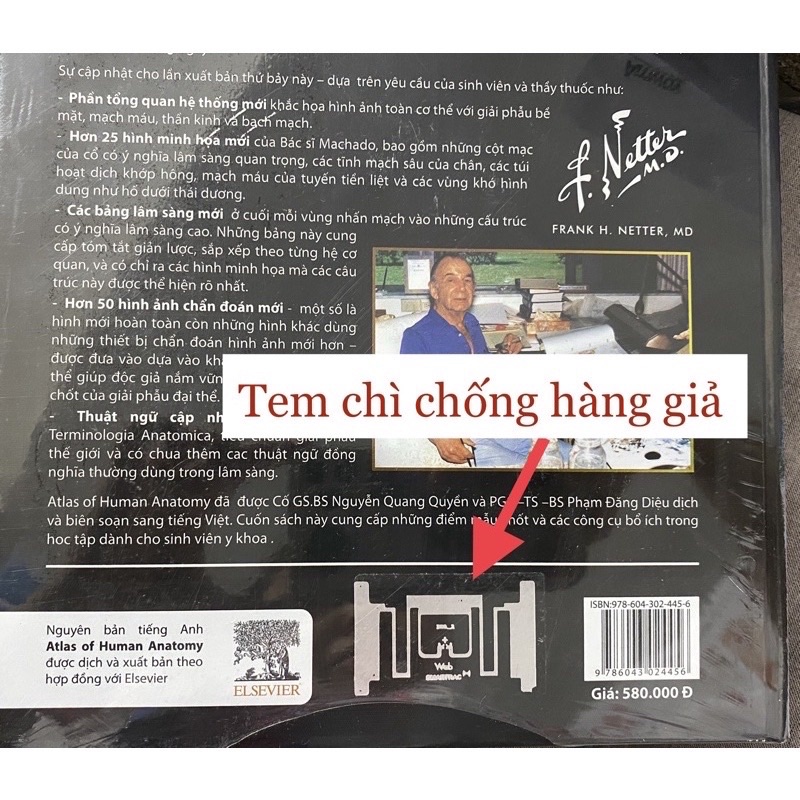 Sự cập nhật cho lần xuất bản thứ bảy này – dựa trên yêu cầu của sinh viên và thầy thuốc như:
- Phần tổng quan hệ thống mới khắc họa hình ảnh toàn cơ thể với giải phẫu bề
mặt, mạch máu, thần kinh và bạch mạch.
- Hơn 25 hình minh họa mới của Bác sĩ Machado, bao gồm những cột mạc
của cổ có ý nghĩa lâm sàng quan trọng, các tĩnh mạch sâu của chân, các túi
hoạt dịch khớp hông, mạch máu của tuyến tiền liệt và các vùng khó hình
dung như hố dưới thái dương.
- Các bảng lâm sàng mới ở cuối mỗi vùng nhấn mạch vào những cấu trúc
có ý nghĩa lâm sàng cao. Những bảng này cung
cấp tóm tắt giản lược, sắp xếp theo từng hệ cơ
quan, và có chỉ ra các hình minh họa mà các cấu
trúc này được thể hiện rõ nhất.
- Hơn 50 hình ảnh chẩn đoán mới - một số là
hình mới hoàn toàn còn những hình khác dùng
những thiết bị chẩn đoán hình ảnh mới hơn –
được đưa vào dựa vào
thể giúp độc giả nắm
chốt của giải phẫu đại thể.
- Thuật ngữ cập
Terminologia Anatomica,
thế giới và có chua thêm các thuật ngữ đồng
nghĩa thường dùng trong lâm sàng.
F. Netter
M.D.
FRANK H. NETTER, MD
Tem chì chống hàng giả
Atlas of Human Anatomy đã được Cố GS.BS Nguyễn Quang Quyền và –TS –BS Phạm Đăng Diệu dịch
và biên soạn sang tiếng Việt. Cuốn sách này cung cấp những điểm chốt và các công cụ bổ ích trong
học tập dành cho sinh viên y khoa .
Nguyên bản tiếng Anh
Atlas of Human Anatomy
được dịch và xuất bản theo
hợp đồng với Elsevier
ELSEVIER
Web
ISBN:978-604-302-445-6
9 786043 024456
Giá: 580.000 Đ